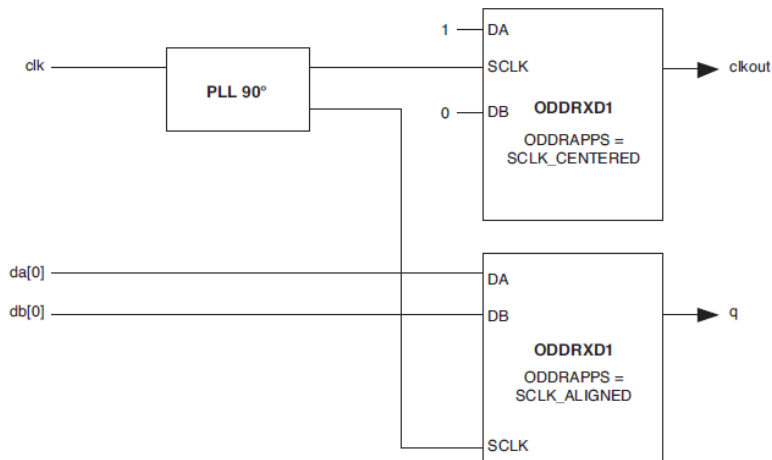 1
DA
clk
SCLK
clkout
PLL 90°
0
DB
ODDRXD1
ODDRAPPS =
SCLK_CENTERED
da[0]
DA
db[0]
DB
q
ODDRXD1
ODDRAPPS =
SCLK_ALIGNED
SCLK